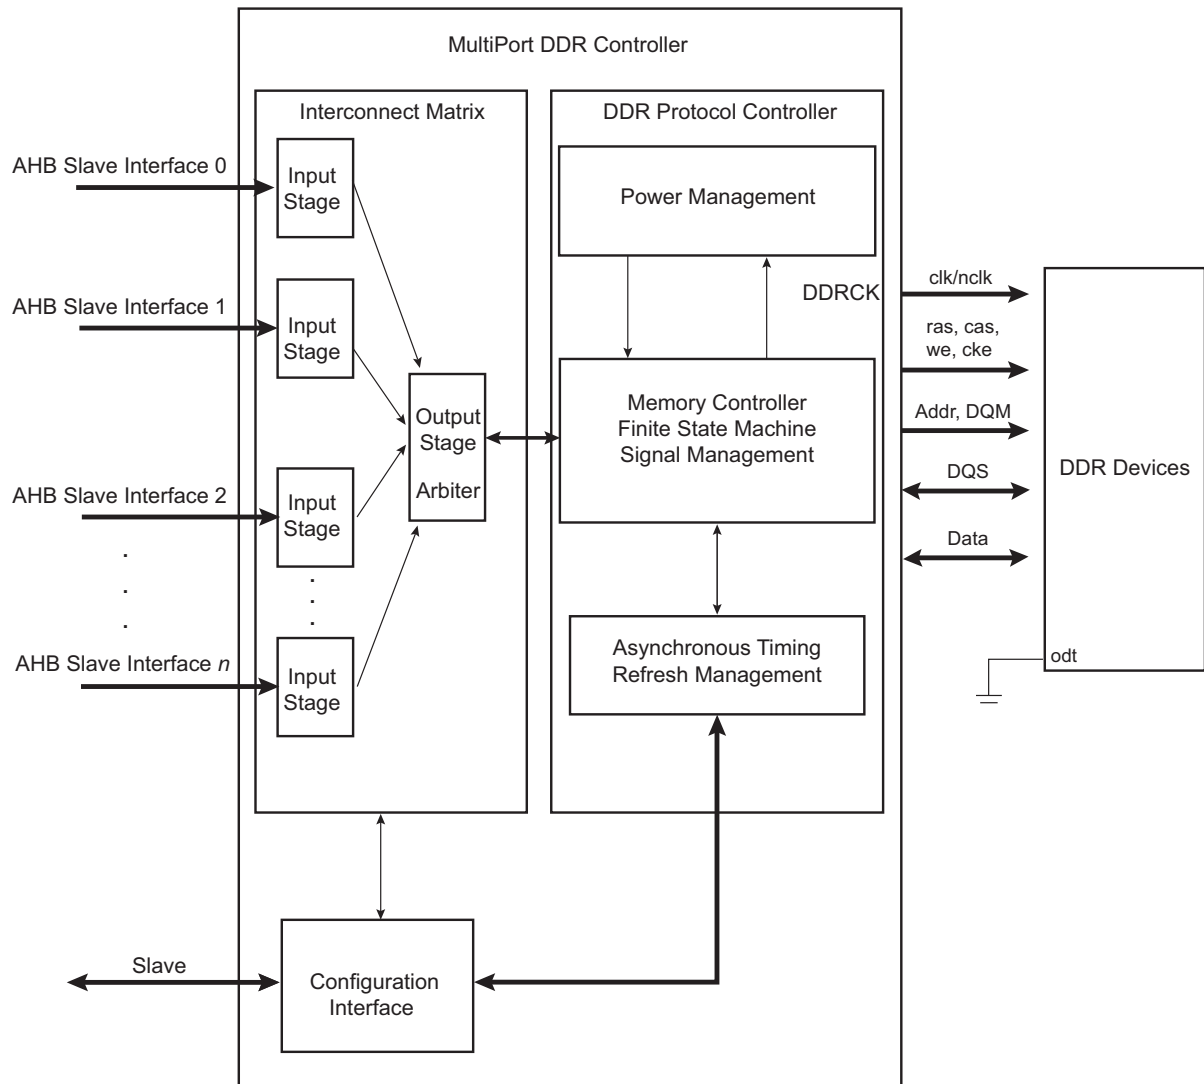 MultiPort DDR Controller
Interconnect Matrix
DDR Protocol Controller
AHB Slave Interface 0
Input
Stage
Power Management
AHB Slave Interface 1
Input
Stage
DDRCK
clk/nclk
ras, cas,
we, cke
Output
Stage
Arbiter
Memory Controller
Finite State Machine
Signal Management
Addr, DQM
DQS
Data
DDR Devices
AHB Slave Interface 2
Input
Stage
. . .
. . .
AHB Slave Interface n
Input
Stage
Asynchronous Timing
Refresh Management
odt
Slave
Configuration
Interface